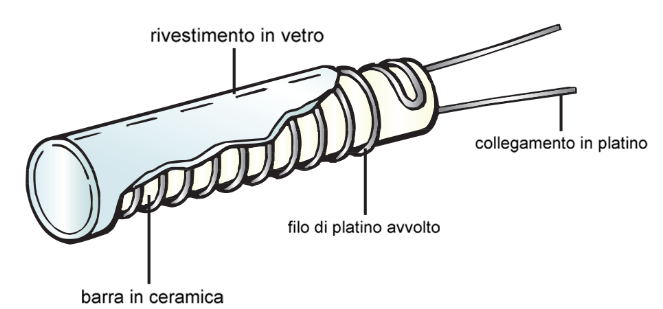 rivestimento in vetro
collegamento in platino
filo di platino avvolto
barra in ceramica